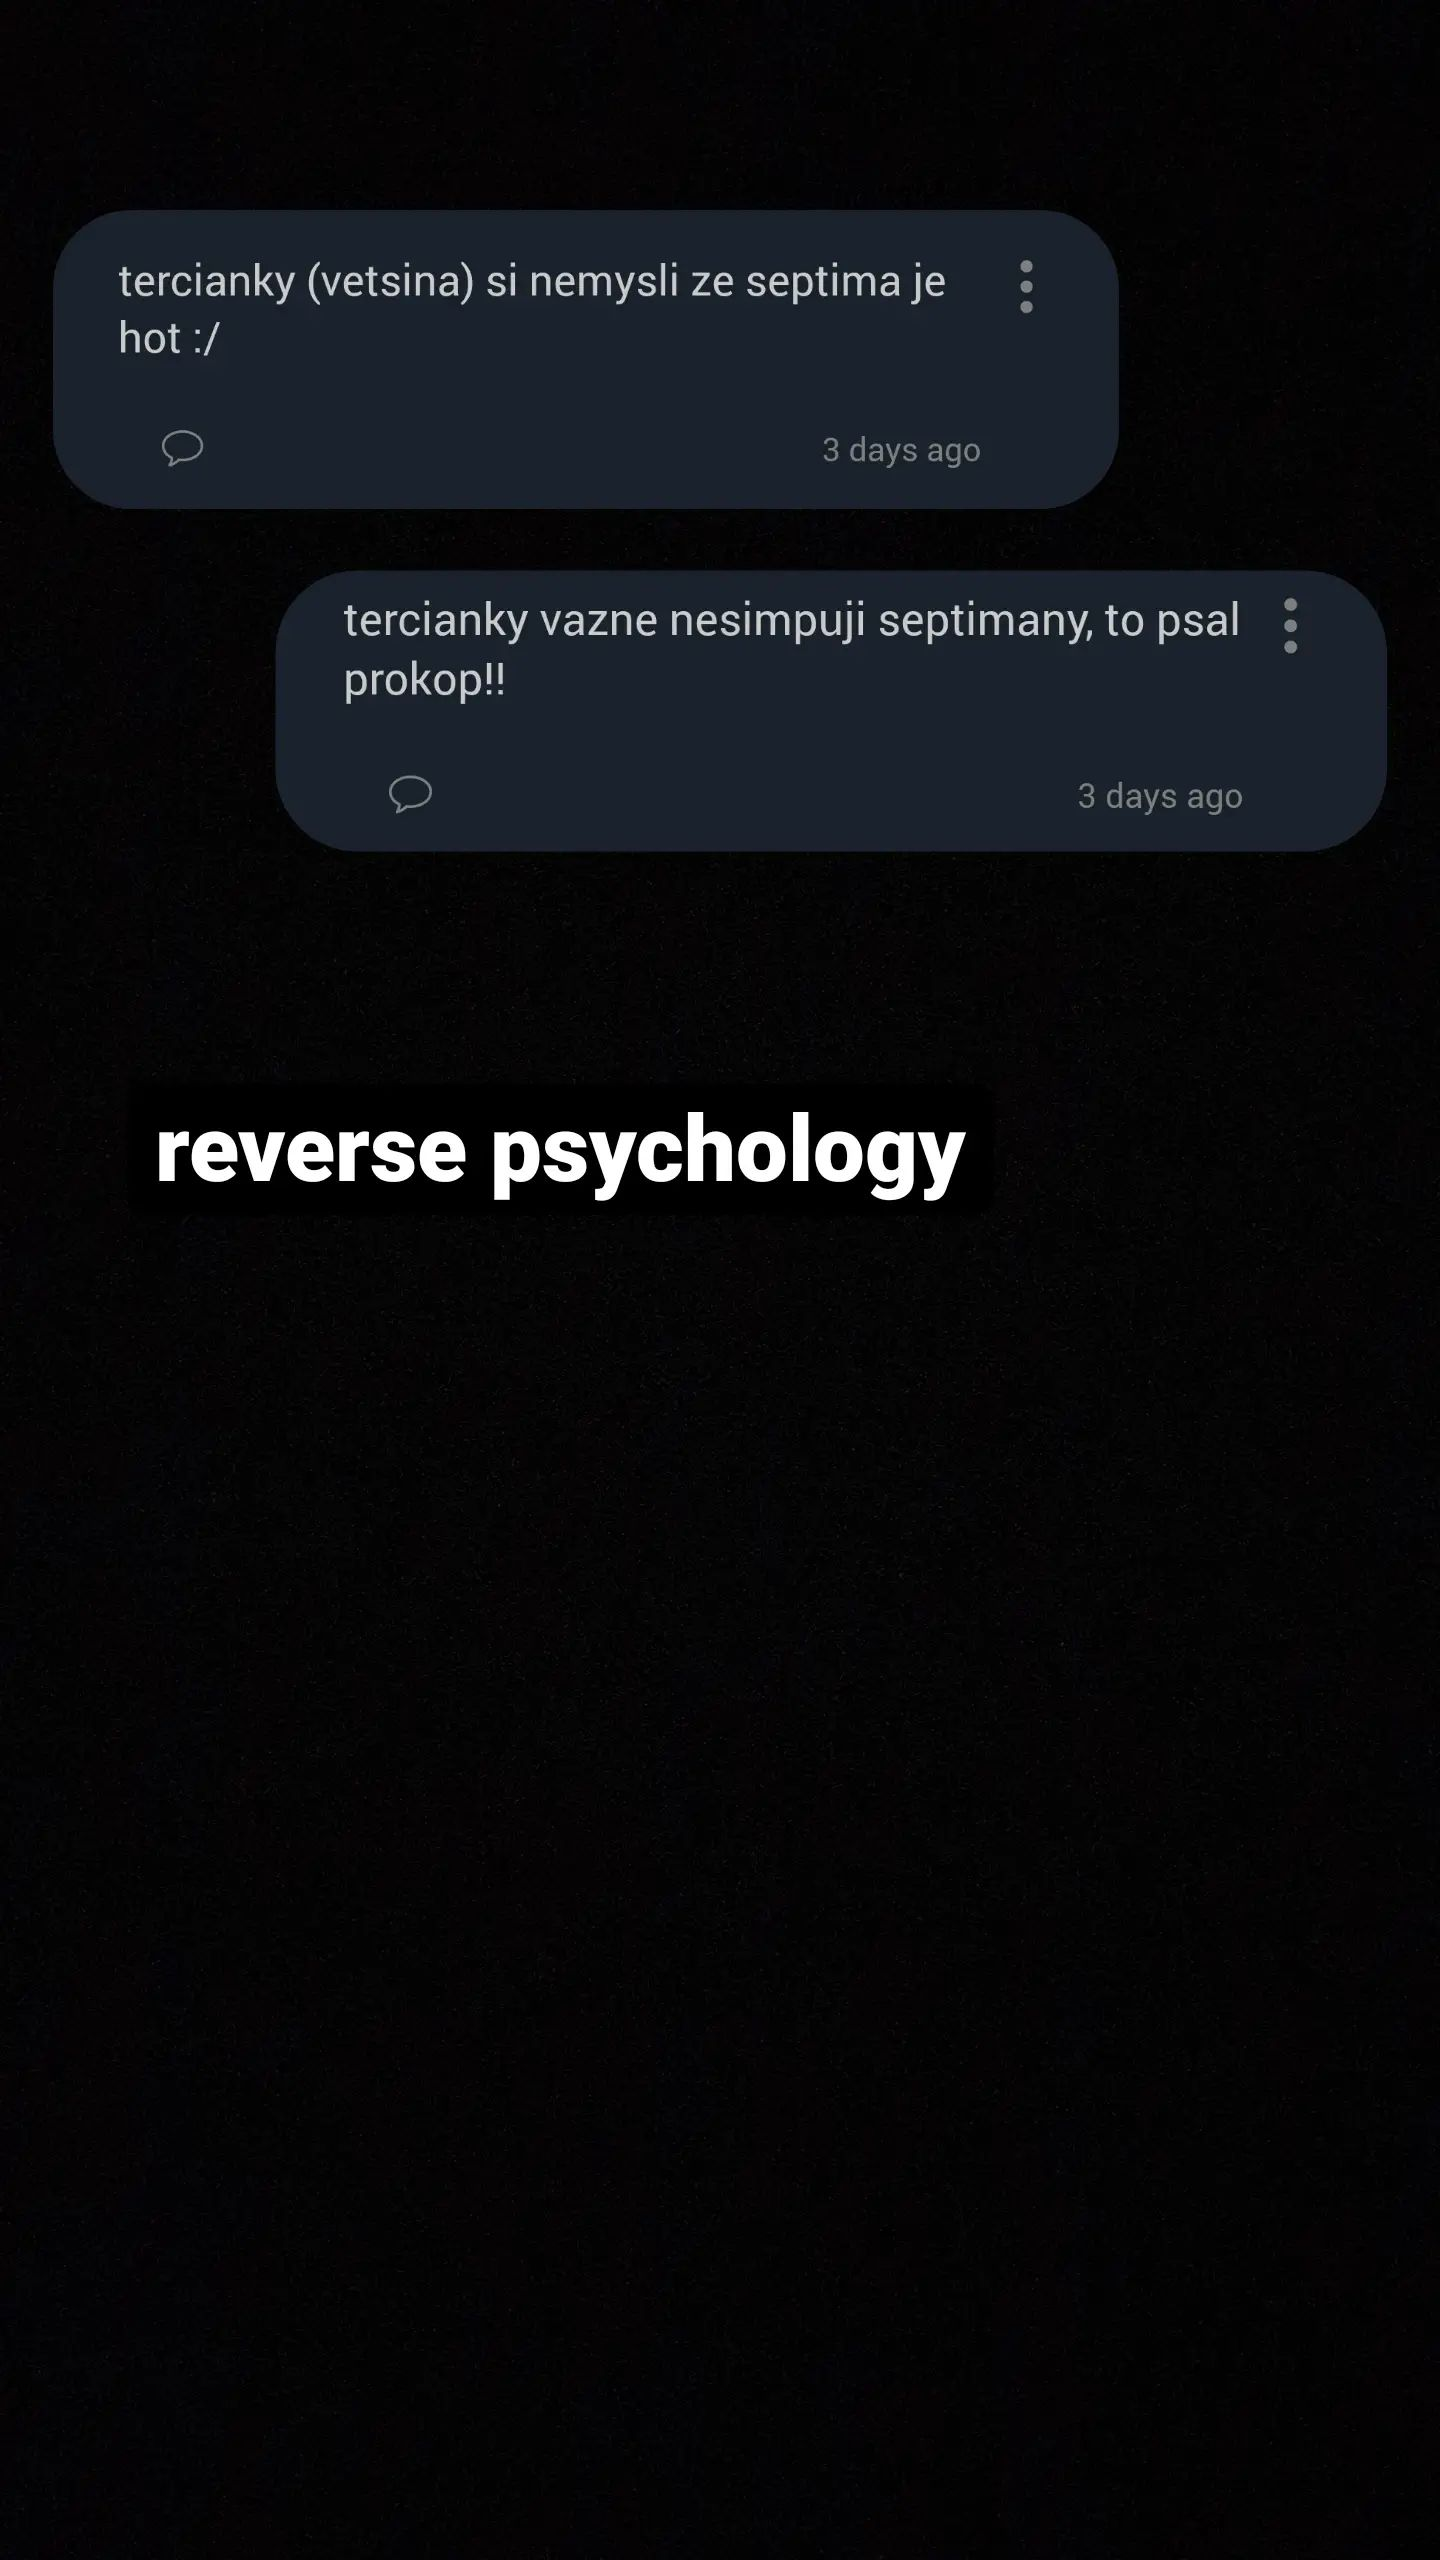 tercianky (vetsina) si nemysli ze septima je
hot :/
3 days ago
tercianky vazne nesimpuji septimany, to psal
prokop!!
3 days ago
reverse psychology